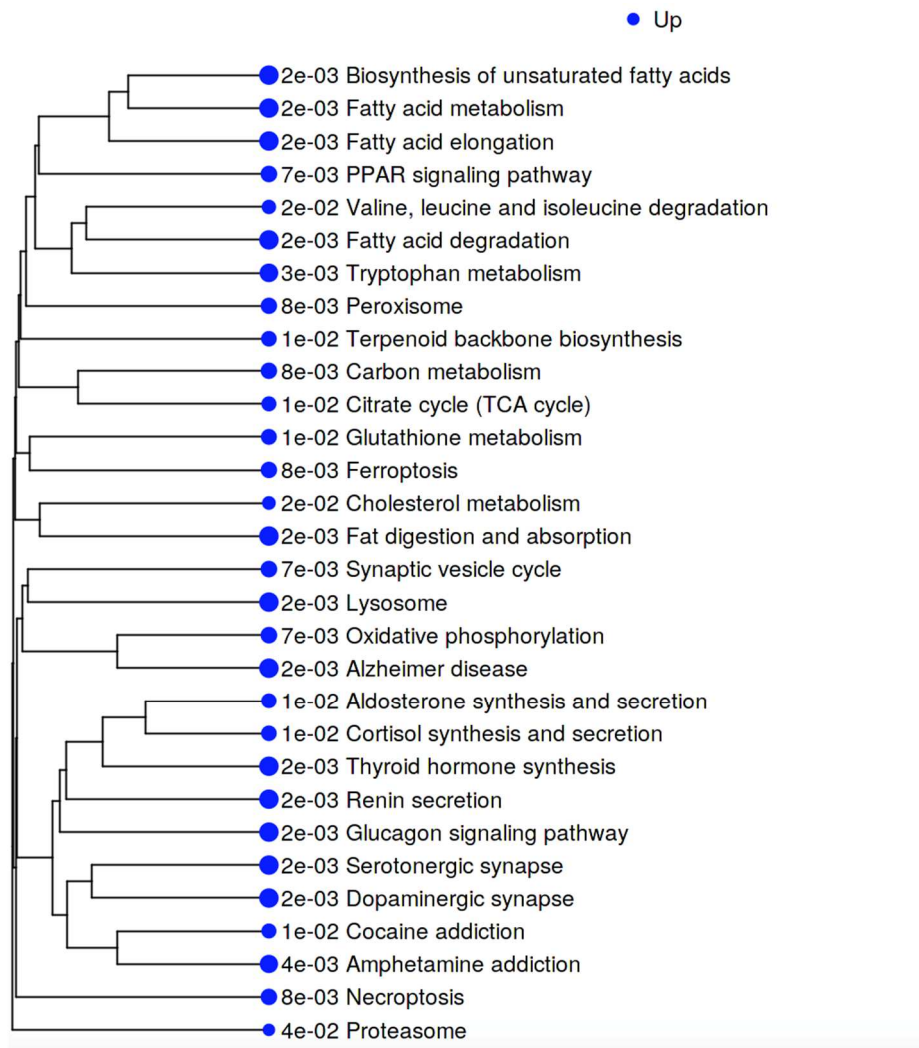 Up
2e-03 Biosynthesis of unsaturated fatty acids
2e-03 Fatty acid metabolism
2e-03 Fatty acid elongation
7e-03 PPAR signaling pathway
2e-02 Valine, leucine and isoleucine degradation
2e-03 Fatty acid degradation
3e-03 Tryptophan metabolism
8e-03 Peroxisome
1e-02 Terpenoid backbone biosynthesis
8e-03 Carbon metabolism
1e-02 Citrate cycle (TCA cycle)
1e-02 Glutathione metabolism
8e-03 Ferroptosis
2e-02 Cholesterol metabolism
2e-03 Fat digestion and absorption
7e-03 Synaptic vesicle cycle
2e-03 Lysosome
7e-03 Oxidative phosphorylation
2e-03 Alzheimer disease
1e-02 Aldosterone synthesis and secretion
1e-02 Cortisol synthesis and secretion
2e-03 Thyroid hormone synthesis
2e-03 Renin secretion
2e-03 Glucagon signaling pathway
2e-03 Serotonergic synapse
2e-03 Dopaminergic synapse
1e-02 Cocaine addiction
4e-03 Amphetamine addiction
8e-03 Necroptosis
4e-02 Proteasome